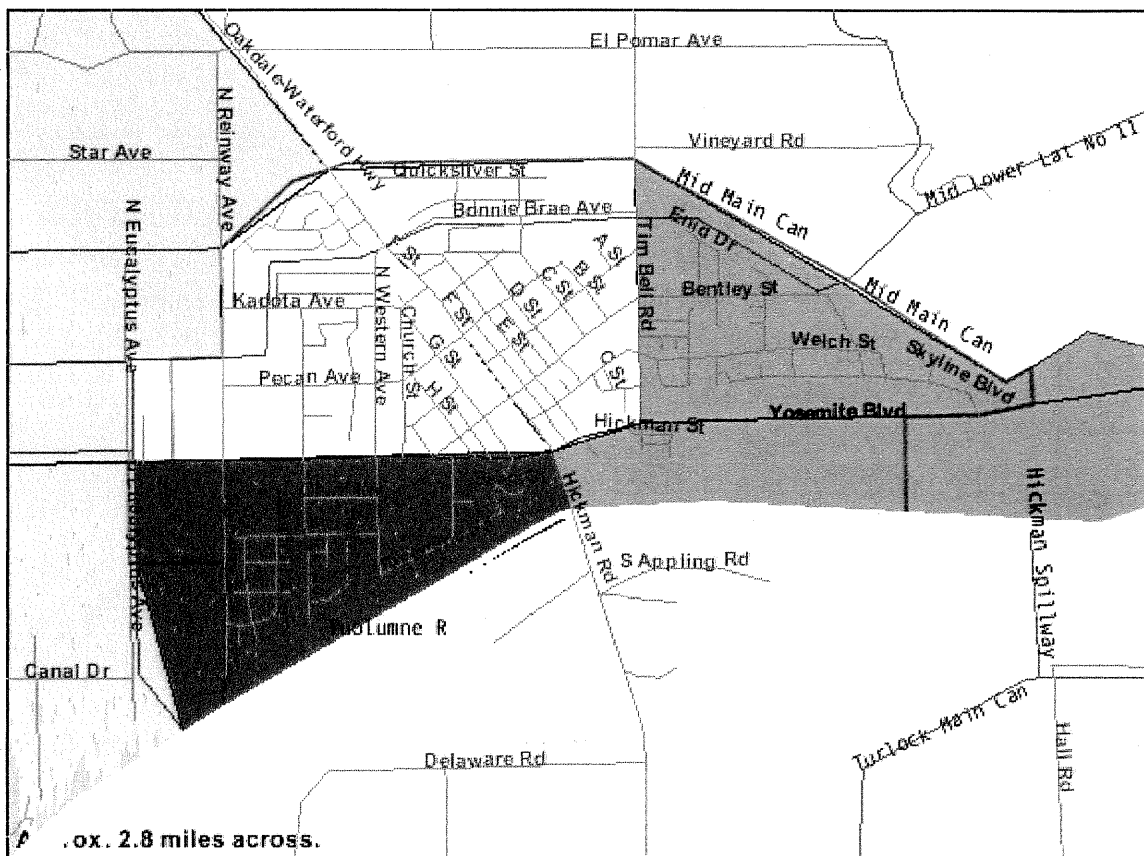 El Pomar Ave
Oakdale-Waterford Hwy
N Reinway Ave
Star Ave
Vineyard Rd
Mid Lower Lat No 11
Quicksilver St
Mid Main Can
N Eucalyptus Ave
Bonnie Brae Ave
Enid Dr
Tim Bell Rd
A St
B St
C St
D St
E St
F St
E St
G St
H St
C St
N Western Ave
Church St
Kadota Ave
Bentley St
Mid Main Can
Welch St
Skyline Blvd
Pecan Ave
Yosemite Blvd
Hickman St
Hickman Rd
Hickman Spillway
S Appling Rd
Tuolumne R
Canal Dr
Turlock Main Can
Hall Rd
Delaware Rd
ox. 2.8 miles across.